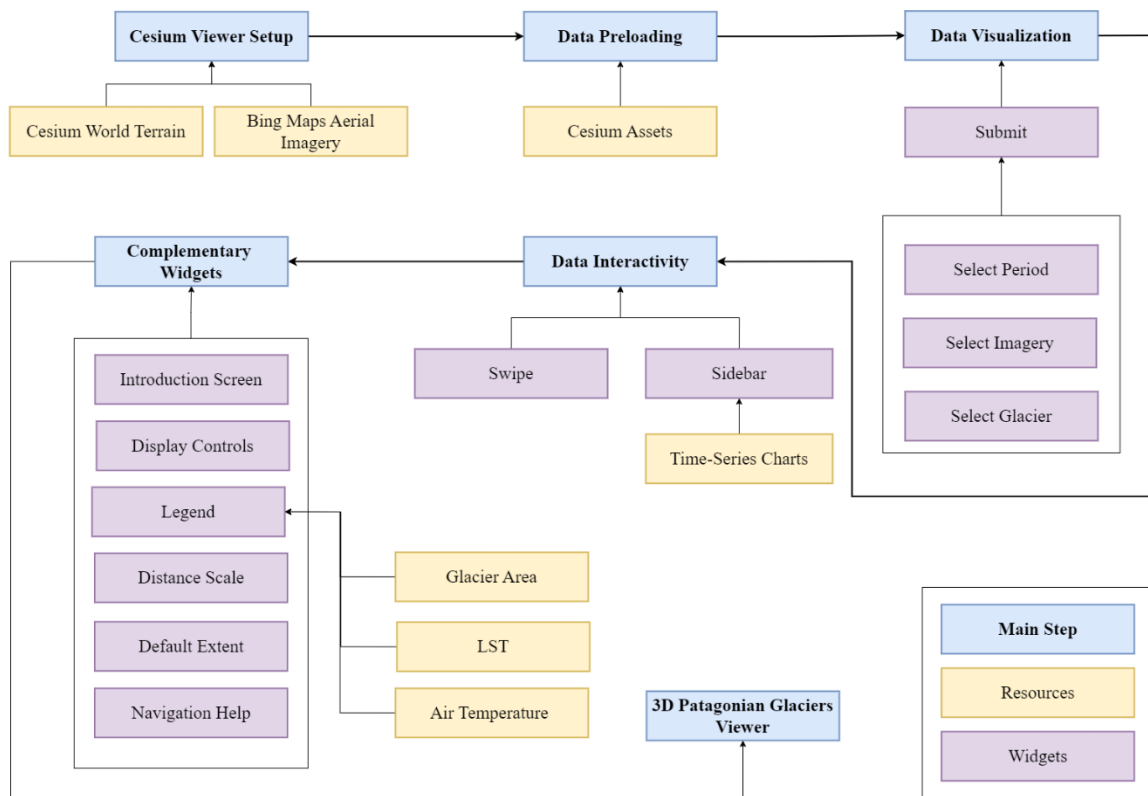 Cesium Viewer Setup
Data Preloading
Data Visualization
Cesium World Terrain
Bing Maps Aerial
Imagery
Cesium Assets
Submit
Complementary
Widgets
Data Interactivity
Select Period
Select Imagery
Select Glacier
Swipe
Sidebar
Time-Series Charts
Introduction Screen
Display Controls
Legend
Distance Scale
Default Extent
Navigation Help
Glacier Area
LST
Air Temperature
3D Patagonian Glaciers
Viewer
Main Step
Resources
Widgets